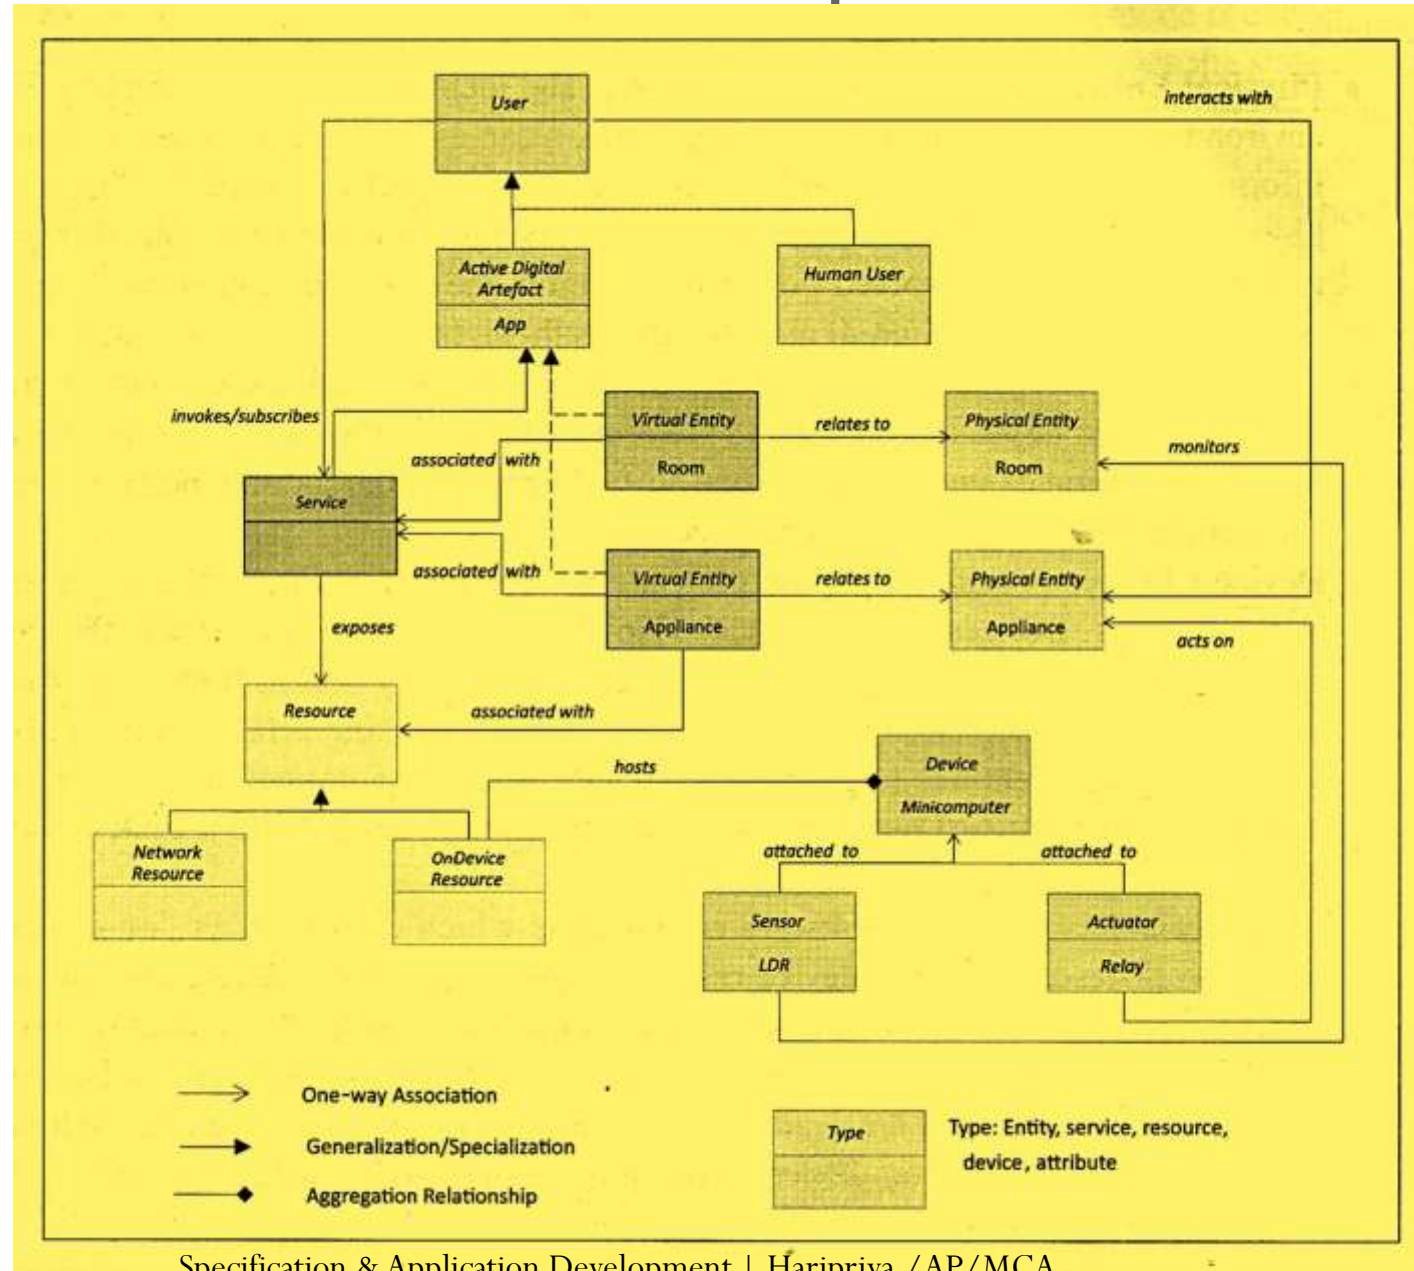 User
interacts with
Active Digital
Artefact
App
Human User
invokes/subscribes
associated with
Virtual Entity
Room
relates to
Physical Entity
Room
monitors
Service
associated with
Virtual Entity
Appliance
relates to
Physical Entity
Appliance
acts on
exposes
Resource
associated with
hosts
Device
Minicomputer
attached to
attached to
Network
Resource
OnDevice
Resource
Sensor
LDR
Actuator
Relay
One-way Association
Generalization/Specialization
Aggregation Relationship
Type
Type: Entity, service, resource,
device, attribute
Specification & Application Development | Haripriya /AP/MCA